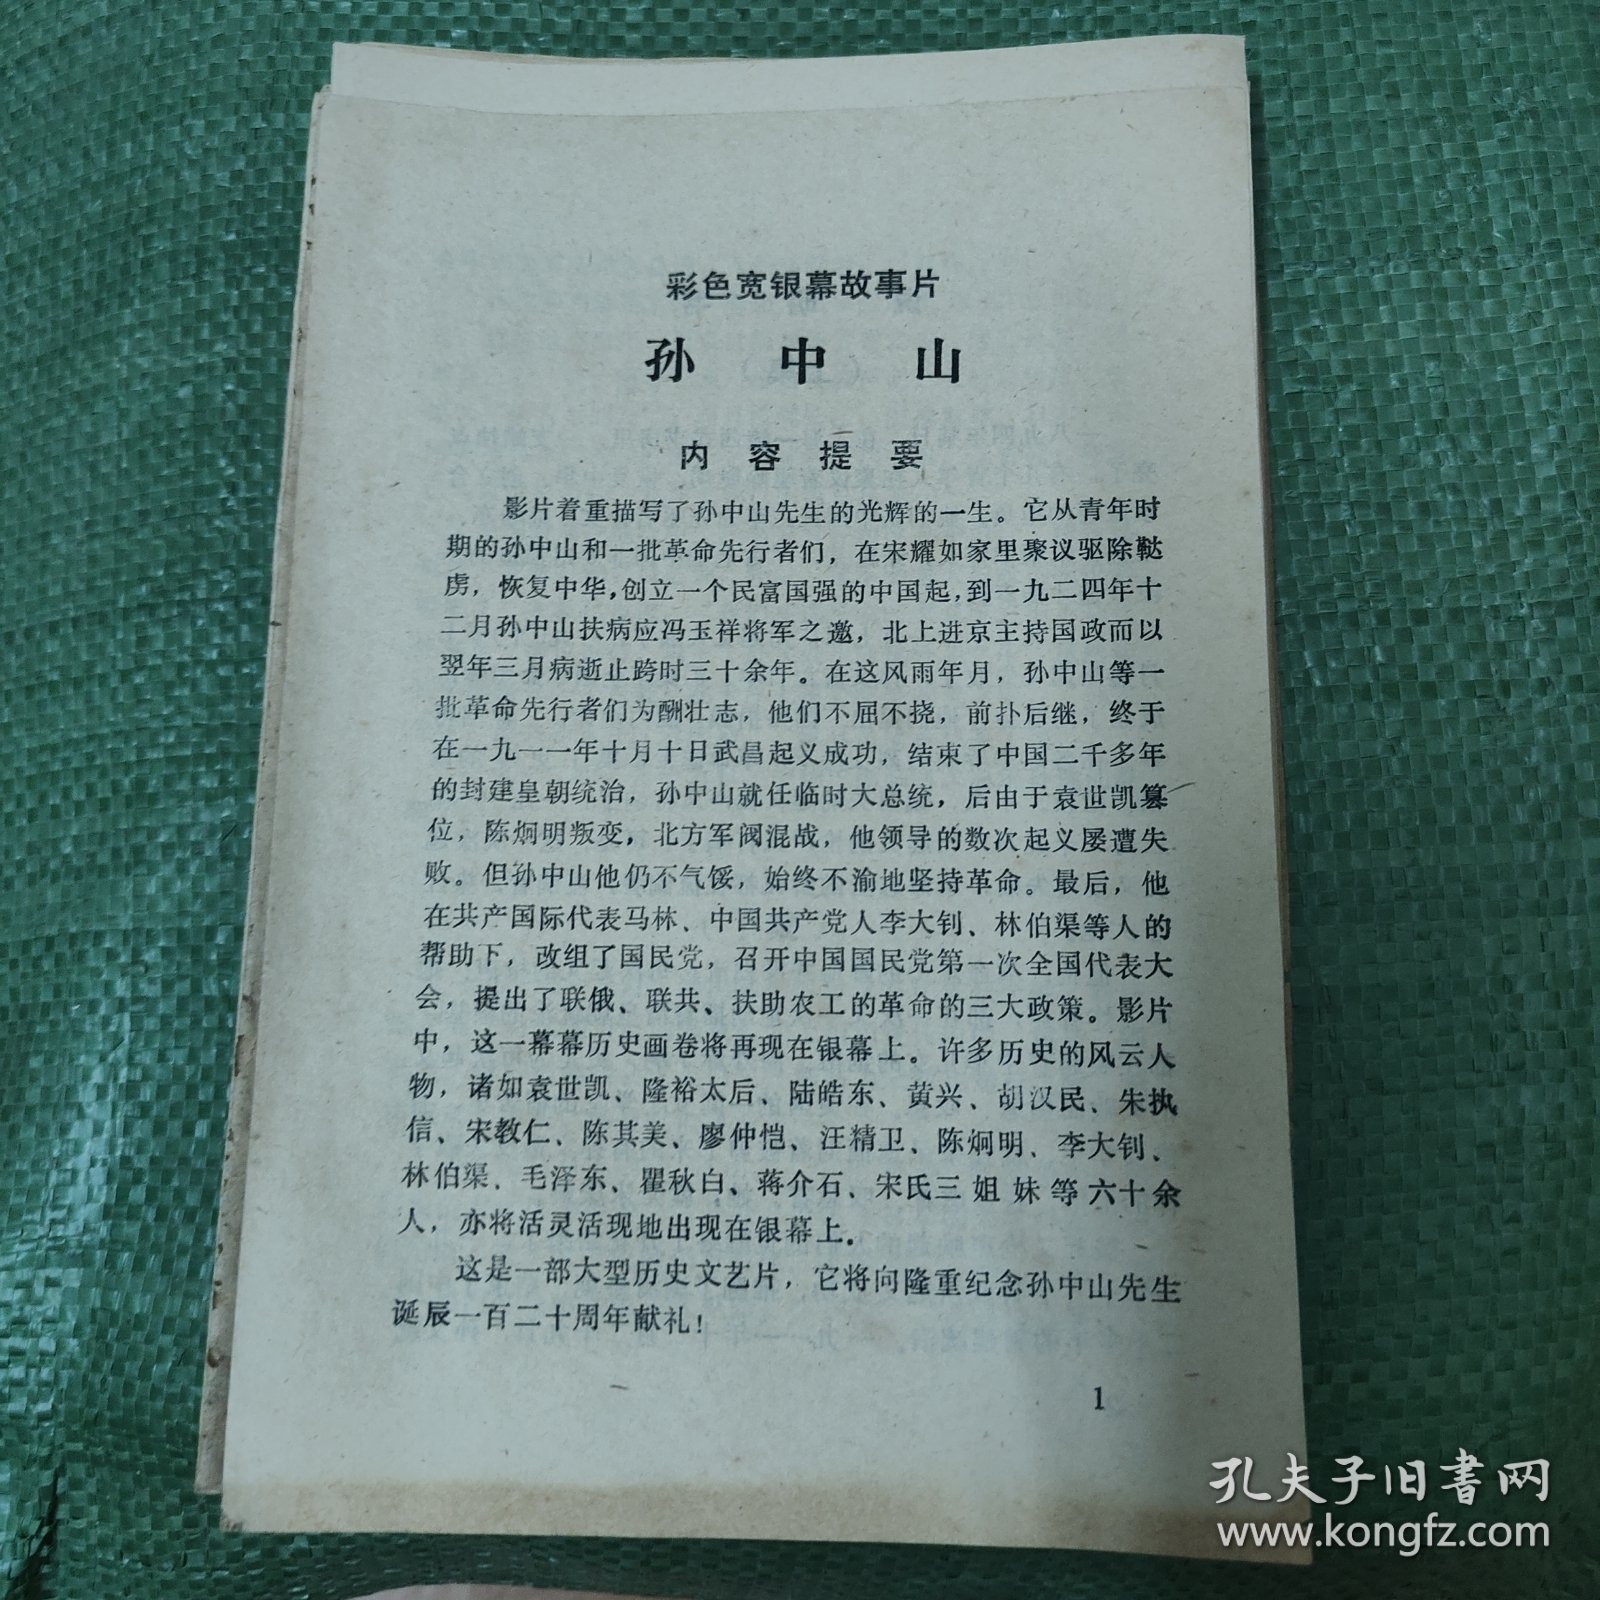 彩色宽银幕故事片
孙中山
内容提要
影片着重描写了孙中山先生的光辉的一生。它从青年时
期的孙中山和一批革命先行者们，在宋耀如家里聚议驱除鞑
虏，恢复中华，创立一个民富国强的中国起，到一九二四年十
二月孙中山扶病应冯玉祥将军之邀，北上进京主持国政而以
翌年三月病逝止跨时三十余年。在这风雨年月，孙中山等一
批革命先行者们为酬壮志，他们不屈不挠，前扑后继，终于
在一九一一年十月十日武昌起义成功，结束了中国二千多年
的封建皇朝统治，孙中山就任临时大总统，后由于袁世凯篡
位，陈炯明叛变，北方军阀混战，他领导的数次起义屡遭失
败。但孙中山他仍不气馁，始终不渝地坚持革命。最后，他
在共产国际代表马林、中国共产党人李大钊、林伯渠等人的
帮助下，改组了国民党，召开中国国民党第一次全国代表大
会，提出了联俄、联共、扶助农工的革命的三大政策。影片
中，这一幕幕历史画卷将再现在银幕上。许多历史的风云人
物，诸如袁世凯、隆裕太后、陆皓东、黄兴、胡汉民、朱执
信、宋教仁、陈其美、廖仲恺、汪精卫、陈炯明、李大钊、
林伯渠、毛泽东、瞿秋白、蒋介石、宋氏三姐妹等六十余
人，亦将活灵活现地出现在银幕上。
这是一部大型历史文艺片，它将向隆重纪念孙中山先生
诞辰一百二十周年献礼！
1
孔夫子旧书网
www.kongfz.com